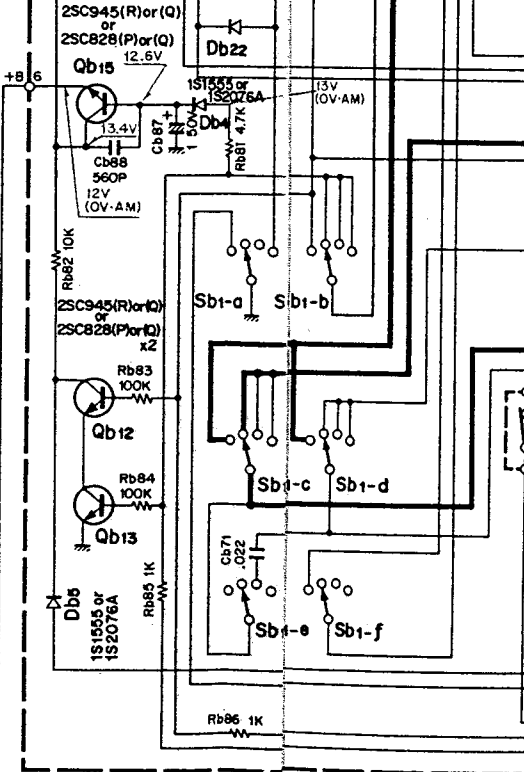 2SC945(R)or(Q)
or
2SC828(P)or(Q)
Db22
12.6V
Qb15
+8
6
1S1555 or
1S2076A
13V
(0V·AM)
Db4
13.4V
Cb87
+
1 50V
Rb81 4.7K
Cb88
560P
12V
(0V·AM)
Rb82 10K
Sb1-a
Sb1-b
2SC945(R)or(Q)
or
2SC828(P)or(Q)
x2
Rb83
100K
Qb12
Rb84
100K
Qb13
Sb1-c
Sb1-d
Cb71
.022
Db5
1S1555 or
1S2076A
Rb85 1K
Sb1-e
Sb1-f
Rb86 1K